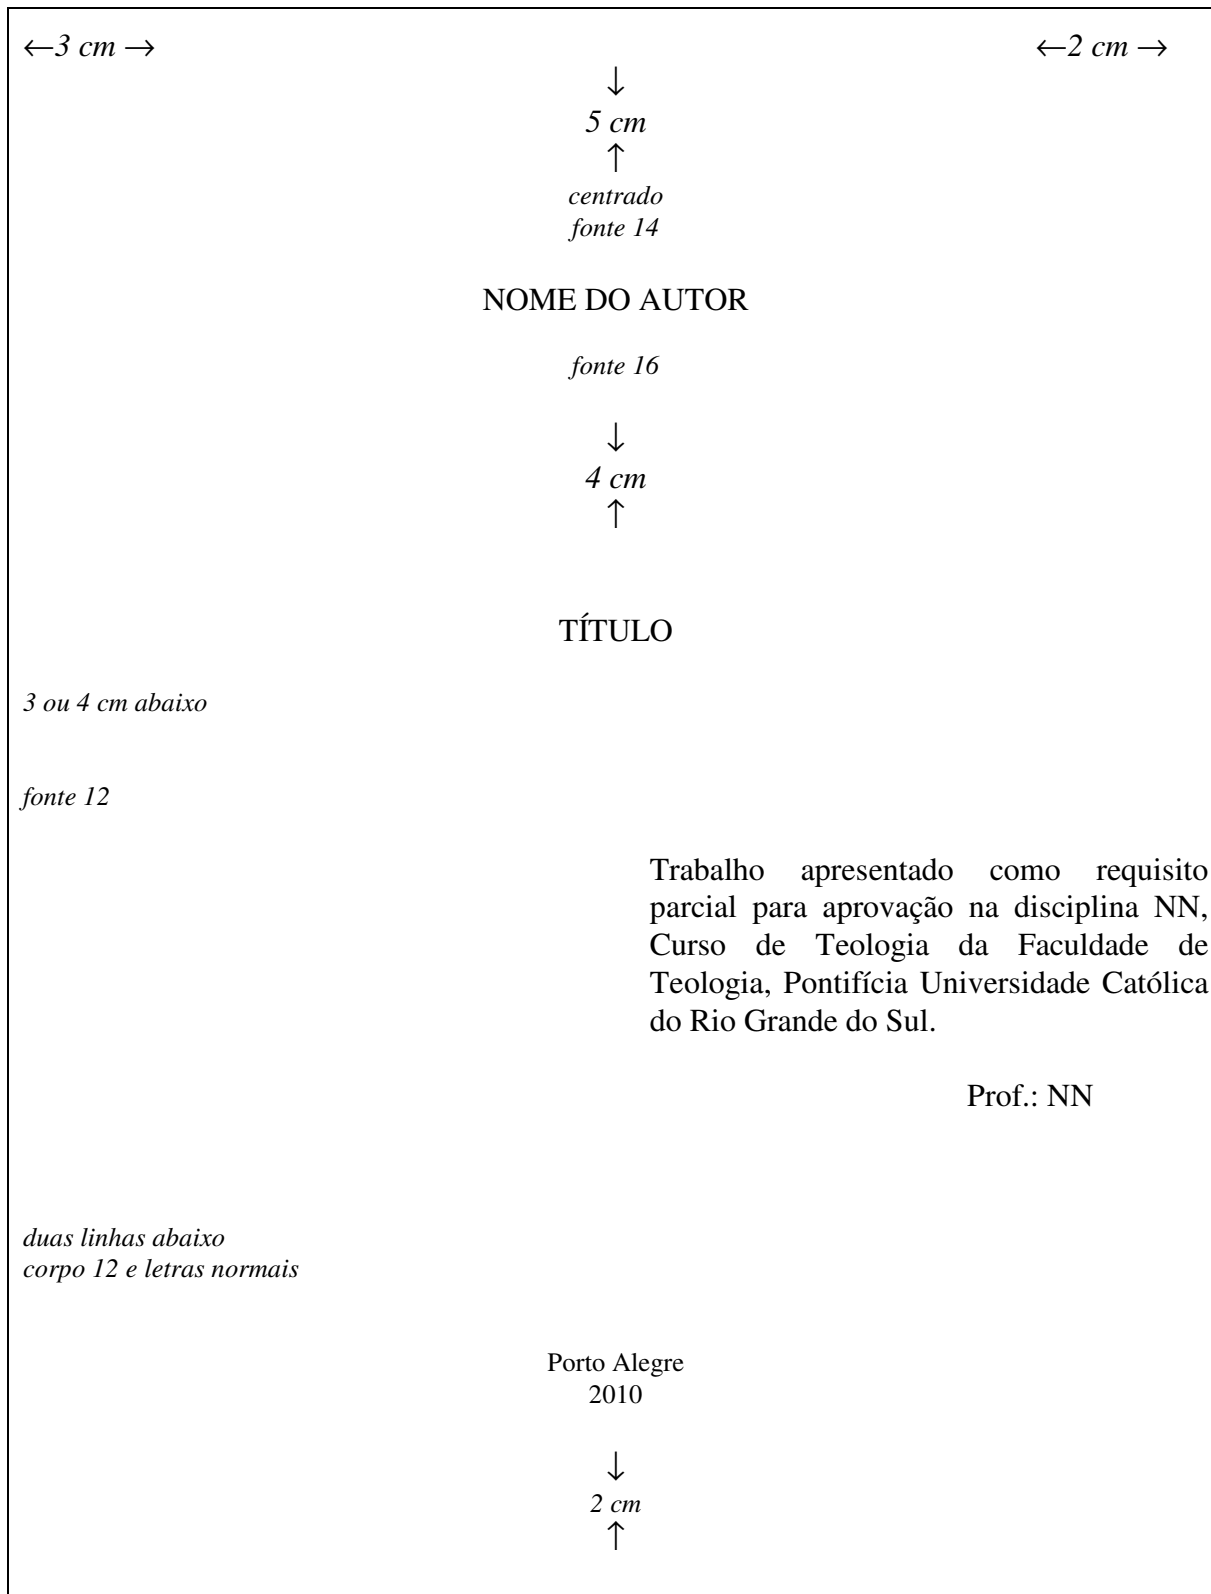 ←3 cm → ←2 cm →
↓
5 cm
↑
centrado
fonte 14
NOME DO AUTOR
fonte 16
↓
4 cm
↑
TÍTULO
3 ou 4 cm abaixo
fonte 12
Trabalho apresentado como requisito
parcial para aprovação na disciplina NN,
Curso de Teologia da Faculdade de
Teologia, Pontifícia Universidade Católica
do Rio Grande do Sul.
Prof.: NN
duas linhas abaixo
corpo 12 e letras normais
Porto Alegre
2010
↓
2 cm
↑